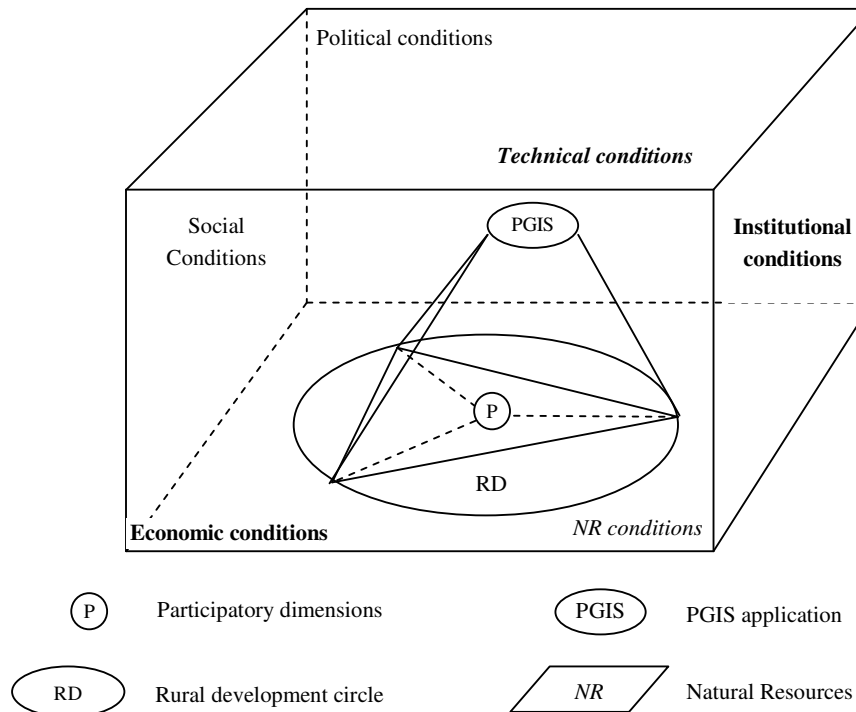 Political conditions
Technical conditions
Social
Conditions
PGIS
Institutional
conditions
P
RD
Economic conditions
NR conditions
P
Participatory dimensions
PGIS
PGIS application
RD
Rural development circle
NR
Natural Resources